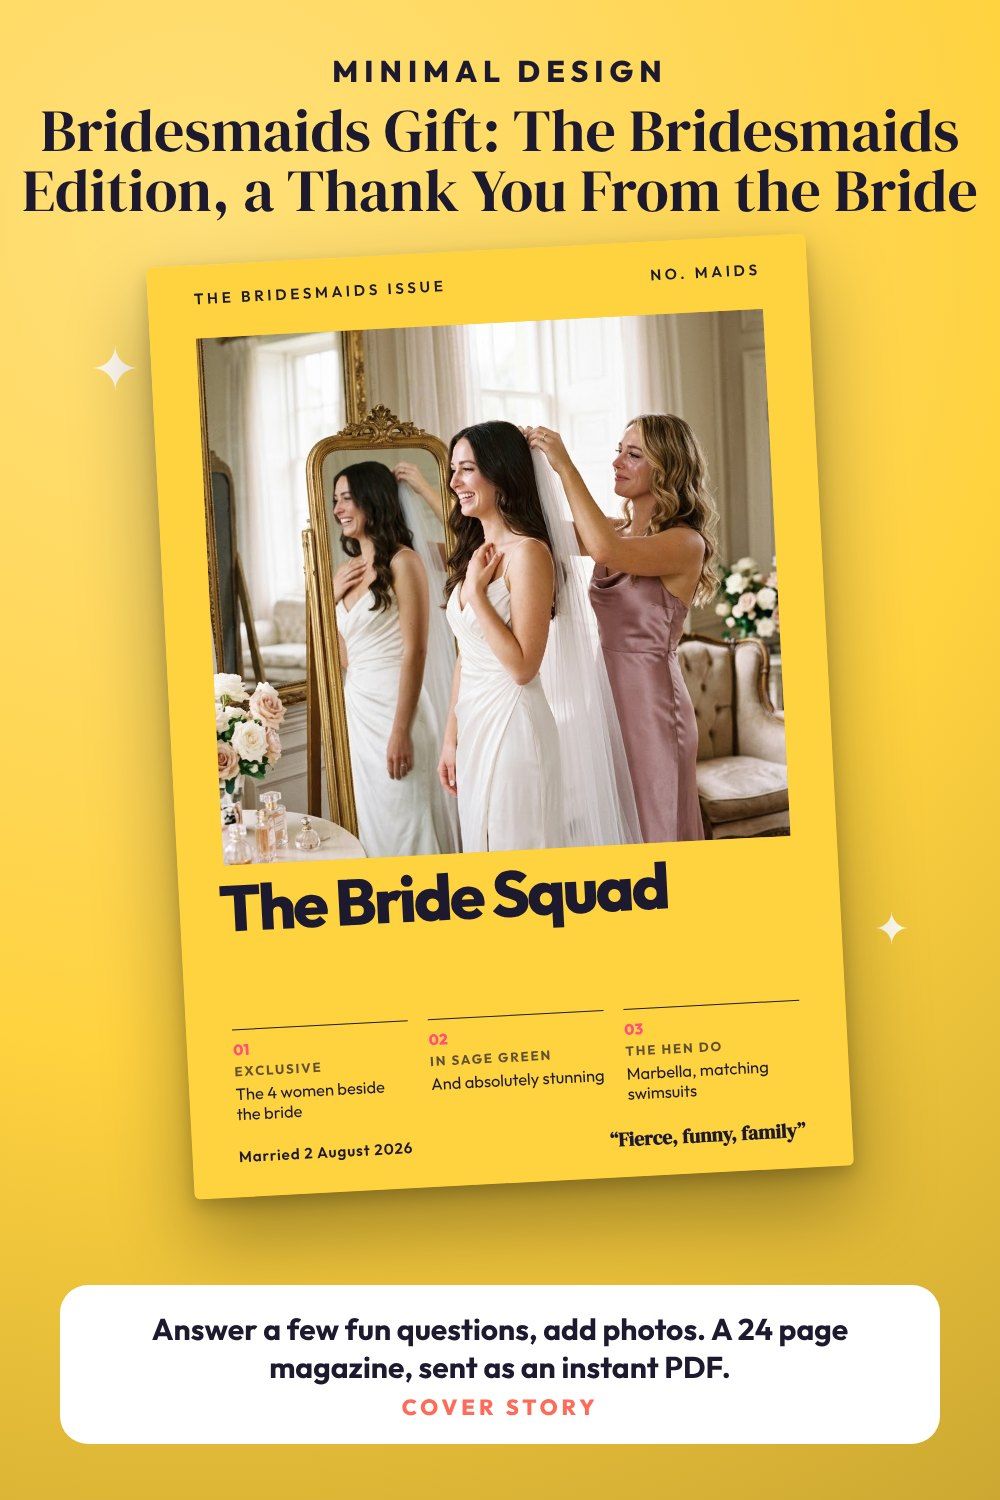 MINIMAL DESIGN
Bridesmaids Gift: The Bridesmaids
Edition, a Thank You From the Bride
THE BRIDESMAIDS ISSUE
NO. MAIDS
The Bride Squad
01
EXCLUSIVE
The 4 women beside
the bride
02
IN SAGE GREEN
And absolutely stunning
03
THE HEN DO
Marbella, matching
swimsuits
Married 2 August 2026
“Fierce, funny, family”
Answer a few fun questions, add photos. A 24 page
magazine, sent as an instant PDF.
COVER STORY